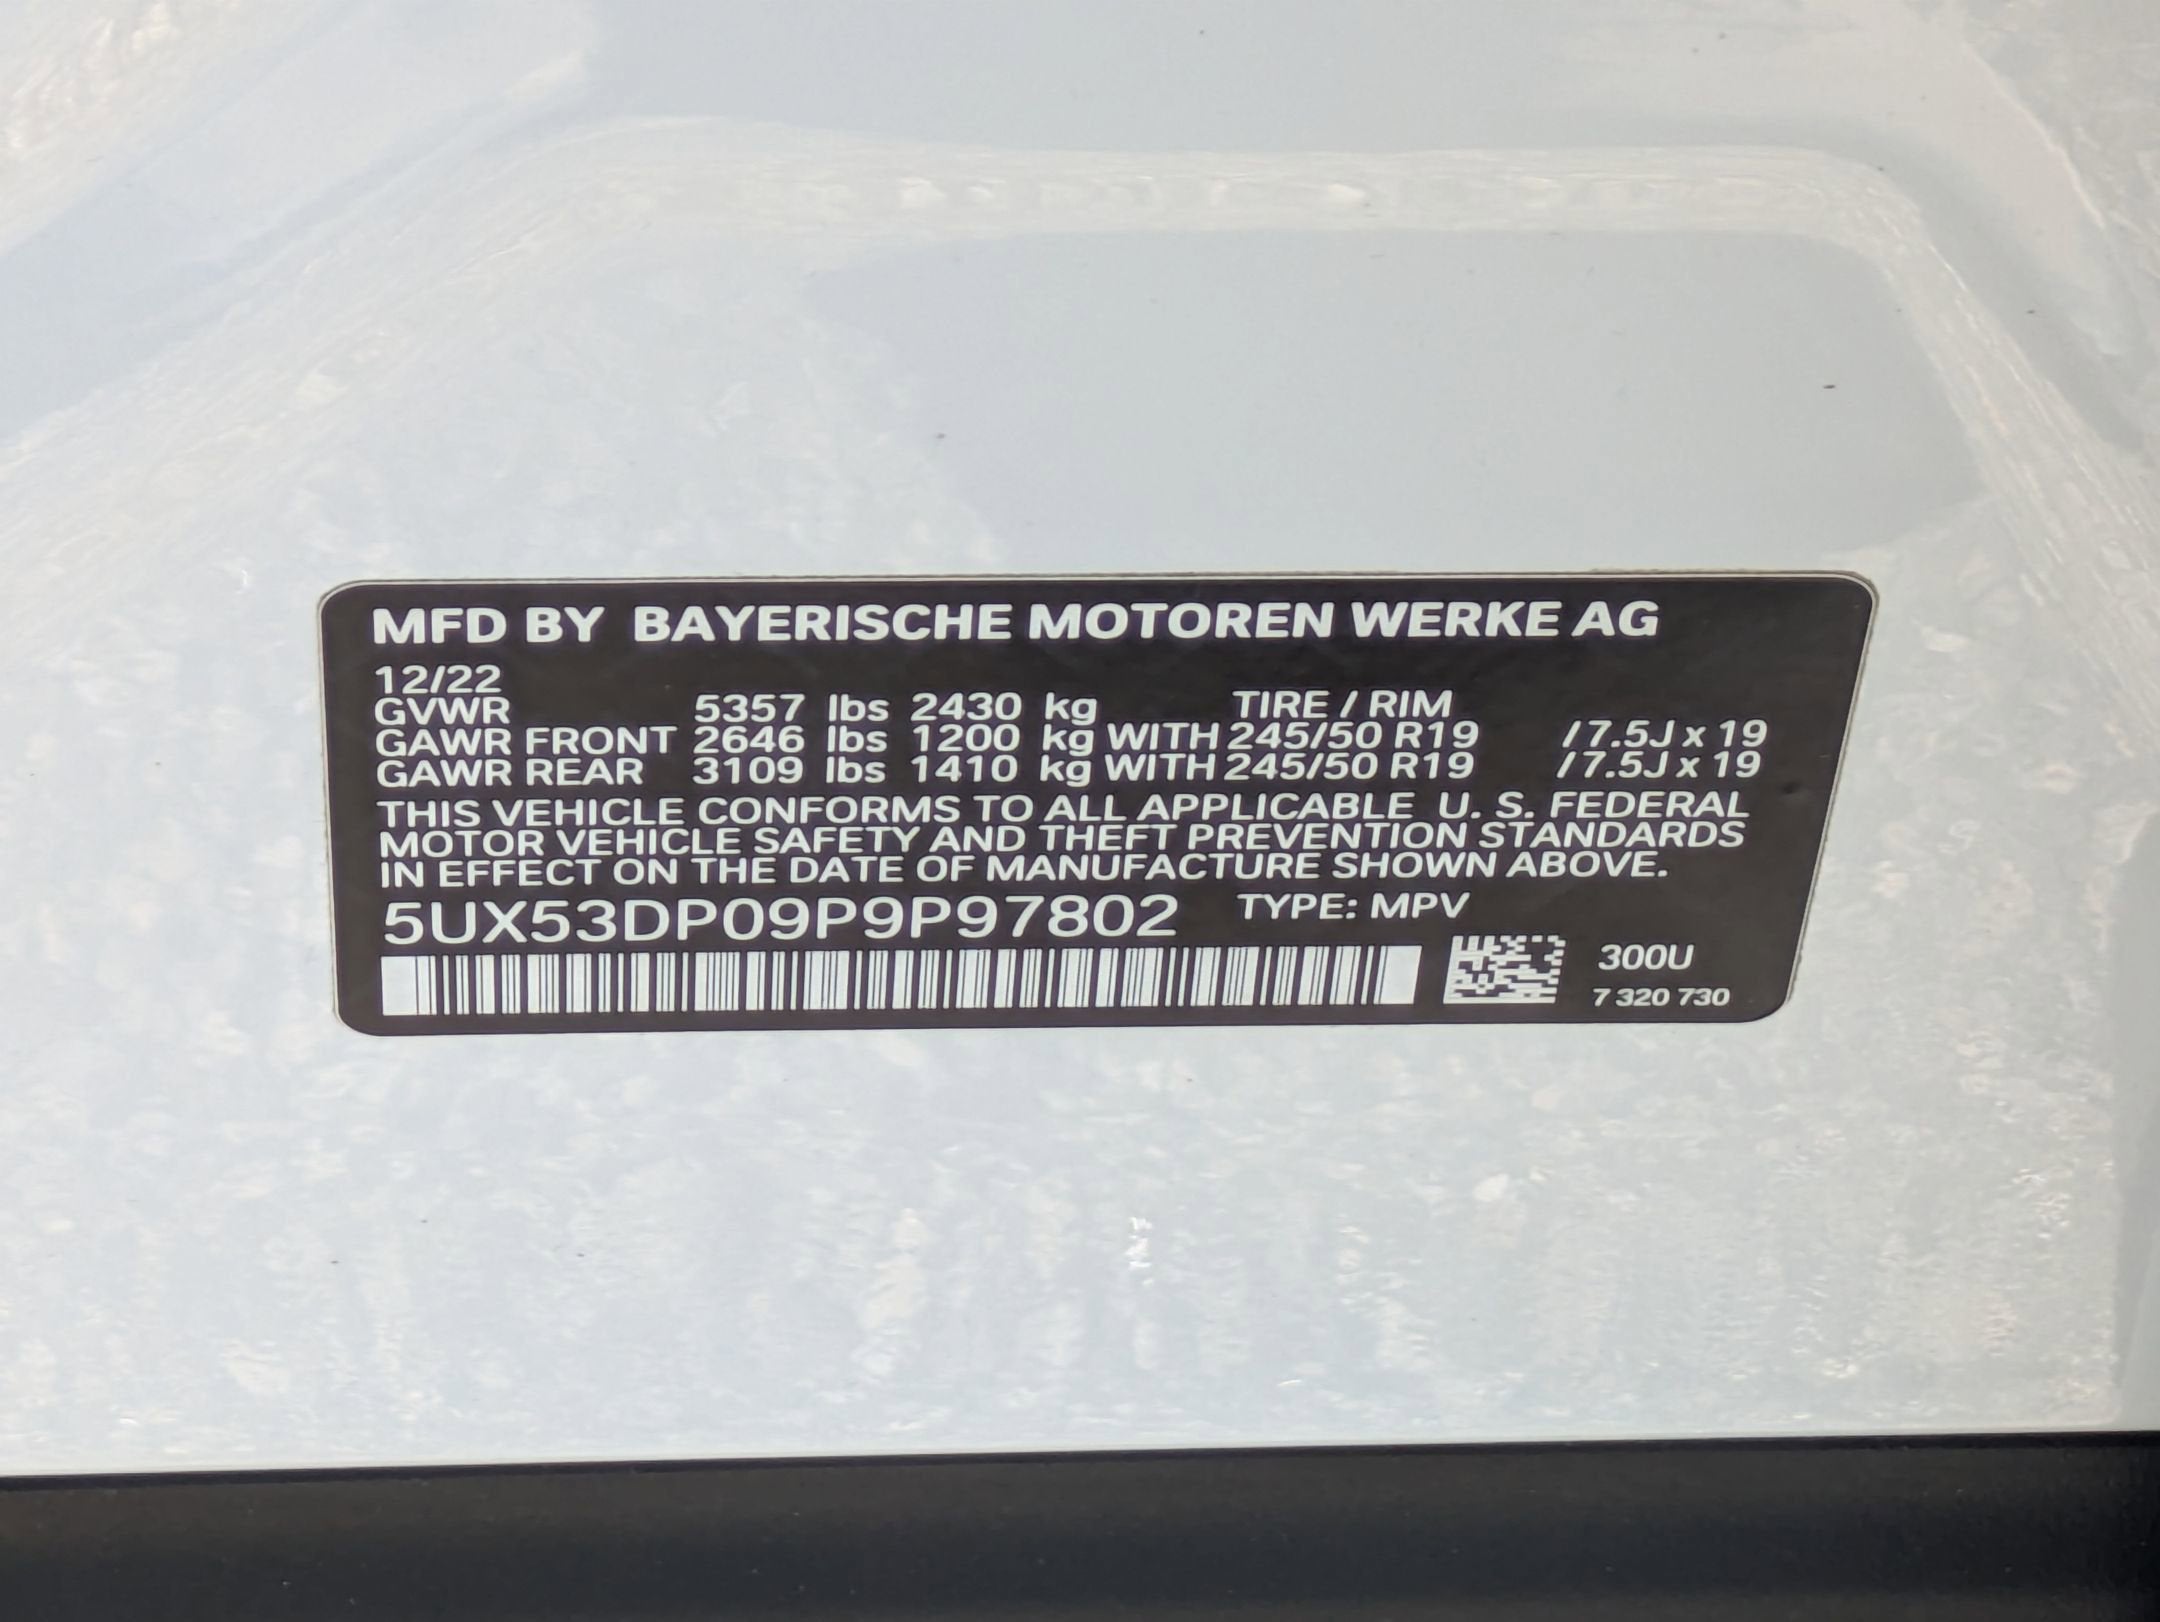 MFD BY BAYERISCHE MOTOREN WERKE AG
12/22
GVWR 5357 lbs 2430 kg TIRE / RIM
GAWR FRONT 2646 lbs 1200 kg WITH 245/50 R19 / 7.5J x 19
GAWR REAR 3109 lbs 1410 kg WITH 245/50 R19 / 7.5J x 19
THIS VEHICLE CONFORMS TO ALL APPLICABLE U. S. FEDERAL
MOTOR VEHICLE SAFETY AND THEFT PREVENTION STANDARDS
IN EFFECT ON THE DATE OF MANUFACTURE SHOWN ABOVE.
5UX53DP09P9P97802 TYPE: MPV
300U
7 320 730